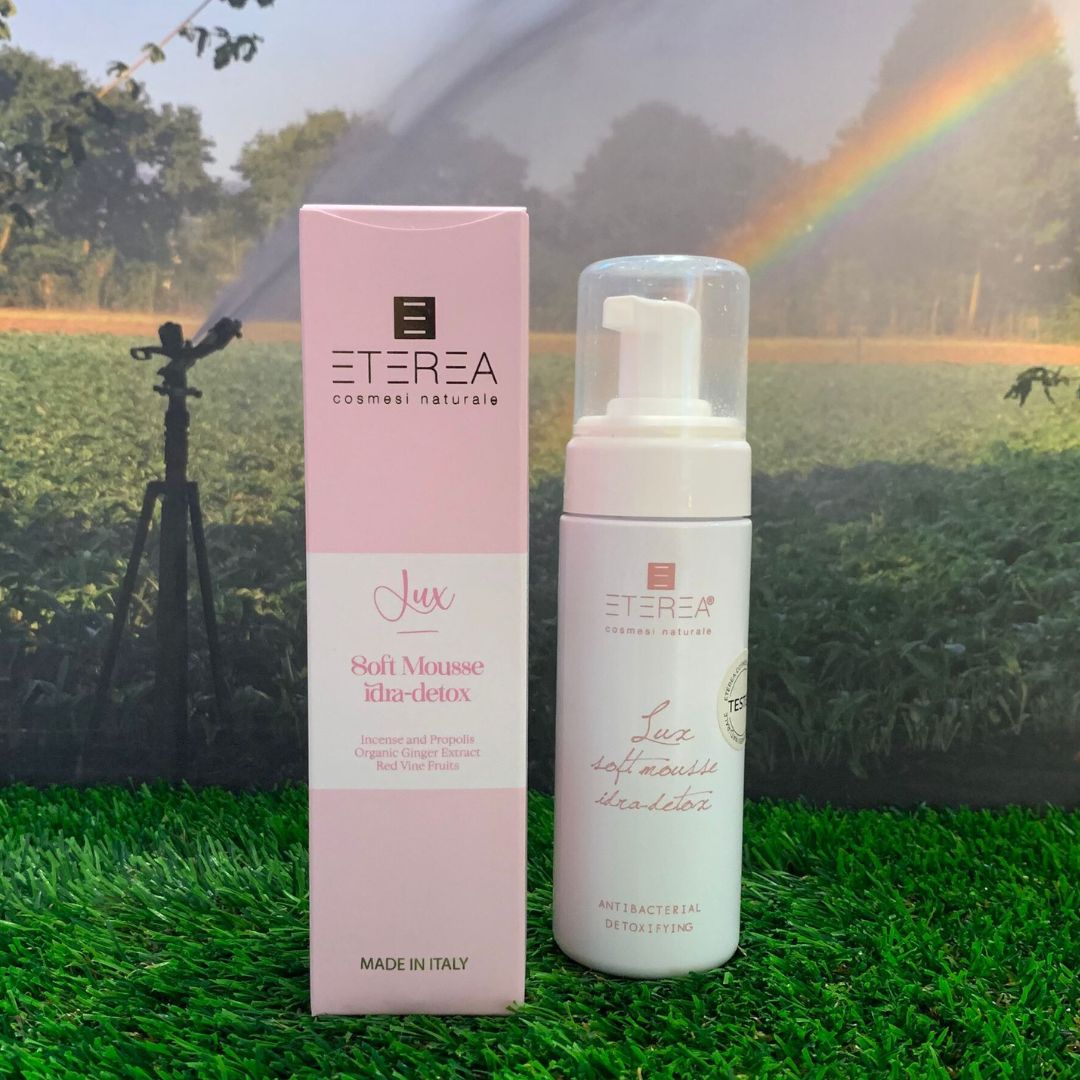 ETEREA
cosmesi naturale
Lux
Soft Mousse
idra-detox
Incense and Propolis
Organic Ginger Extract
Red Vine Fruits
MADE IN ITALY
ETEREA®
cosmesi naturale
Lux
soft mousse
idra-detox
ANTIBACTERIAL
DETOXIFYING
ETEREA